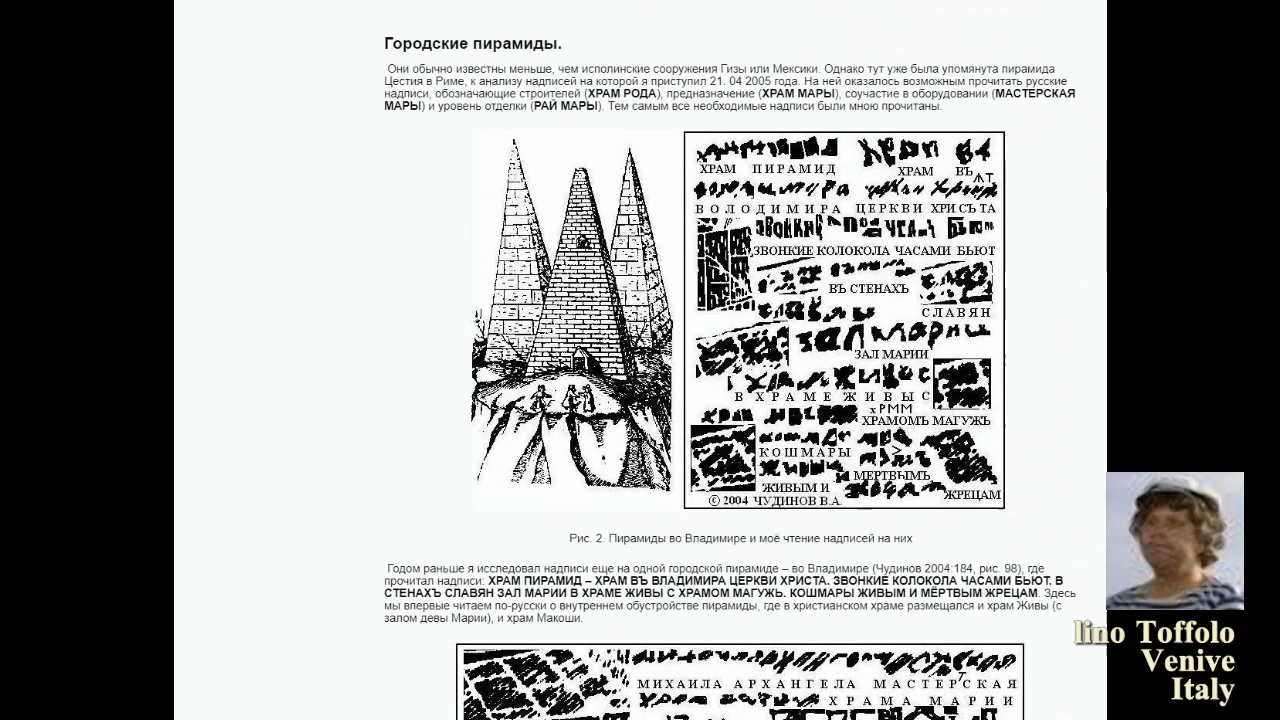 Городские пирамиды.
Они обычно известны меньше, чем исполинские сооружения Гизы или Мексики. Однако тут уже была упомянута пирамида
Цестия в Риме, к анализу надписей на которой я приступил 21. 04 2005 года. На ней оказалось возможным прочитать русские
надписи, обозначающие строителей (ХРАМ РОДА), предназначение (ХРАМ МАРЫ), соучастие в оборудовании (МАСТЕРСКАЯ
МАРЫ) и уровень отделки (РАЙ МАРЫ). Тем самым все необходимые надписи были мною прочитаны.
ХРАМ ПИРАМИД ХРАМ ВЪ
ВОЛОДИМИРА ЦЕРКВИ ХРИСЪТА
ЗВОНКИЕ КОЛОКОЛА ЧАСАМИ БЬЮТ
ВЪ СТЕНАХЪ
СЛАВЯН
ЗАЛ МАРИИ
В ХРАМЕ ЖИВЫ С
ХРАМОМЪ МАГУЖЪ
КОШМАРЫ
МЕРТВЫМЪ
ЖИВЫМ И
ЖРЕЦАМ
© 2004 ЧУДИНОВ В.А.
Рис. 2. Пирамиды во Владимире и моё чтение надписей на них
Годом раньше я исследовал надписи еще на одной городской пирамиде – во Владимире (Чудинов 2004:184, рис. 98), где
прочитал надписи: ХРАМ ПИРАМИД – ХРАМ ВЪ ВЛАДИМИРА ЦЕРКВИ ХРИСТА. ЗВОНКИЕ КОЛОКОЛА ЧАСАМИ БЬЮТ. В
СТЕНАХЪ СЛАВЯН ЗАЛ МАРИИ В ХРАМЕ ЖИВЫ С ХРАМОМ МАГУЖЬ. КОШМАРЫ ЖИВЫМ И МЁРТВЫМ ЖРЕЦАМ. Здесь
мы впервые читаем по-русски о внутреннем обустройстве пирамиды, где в христианском храме размещался и храм Живы (с
залом девы Марии), и храм Макоши.
МИХАИЛА АРХАНГЕЛА МАСТЕРСКАЯ
ХРАМА МАРИИ
lino Toffolo
Venive
Italy